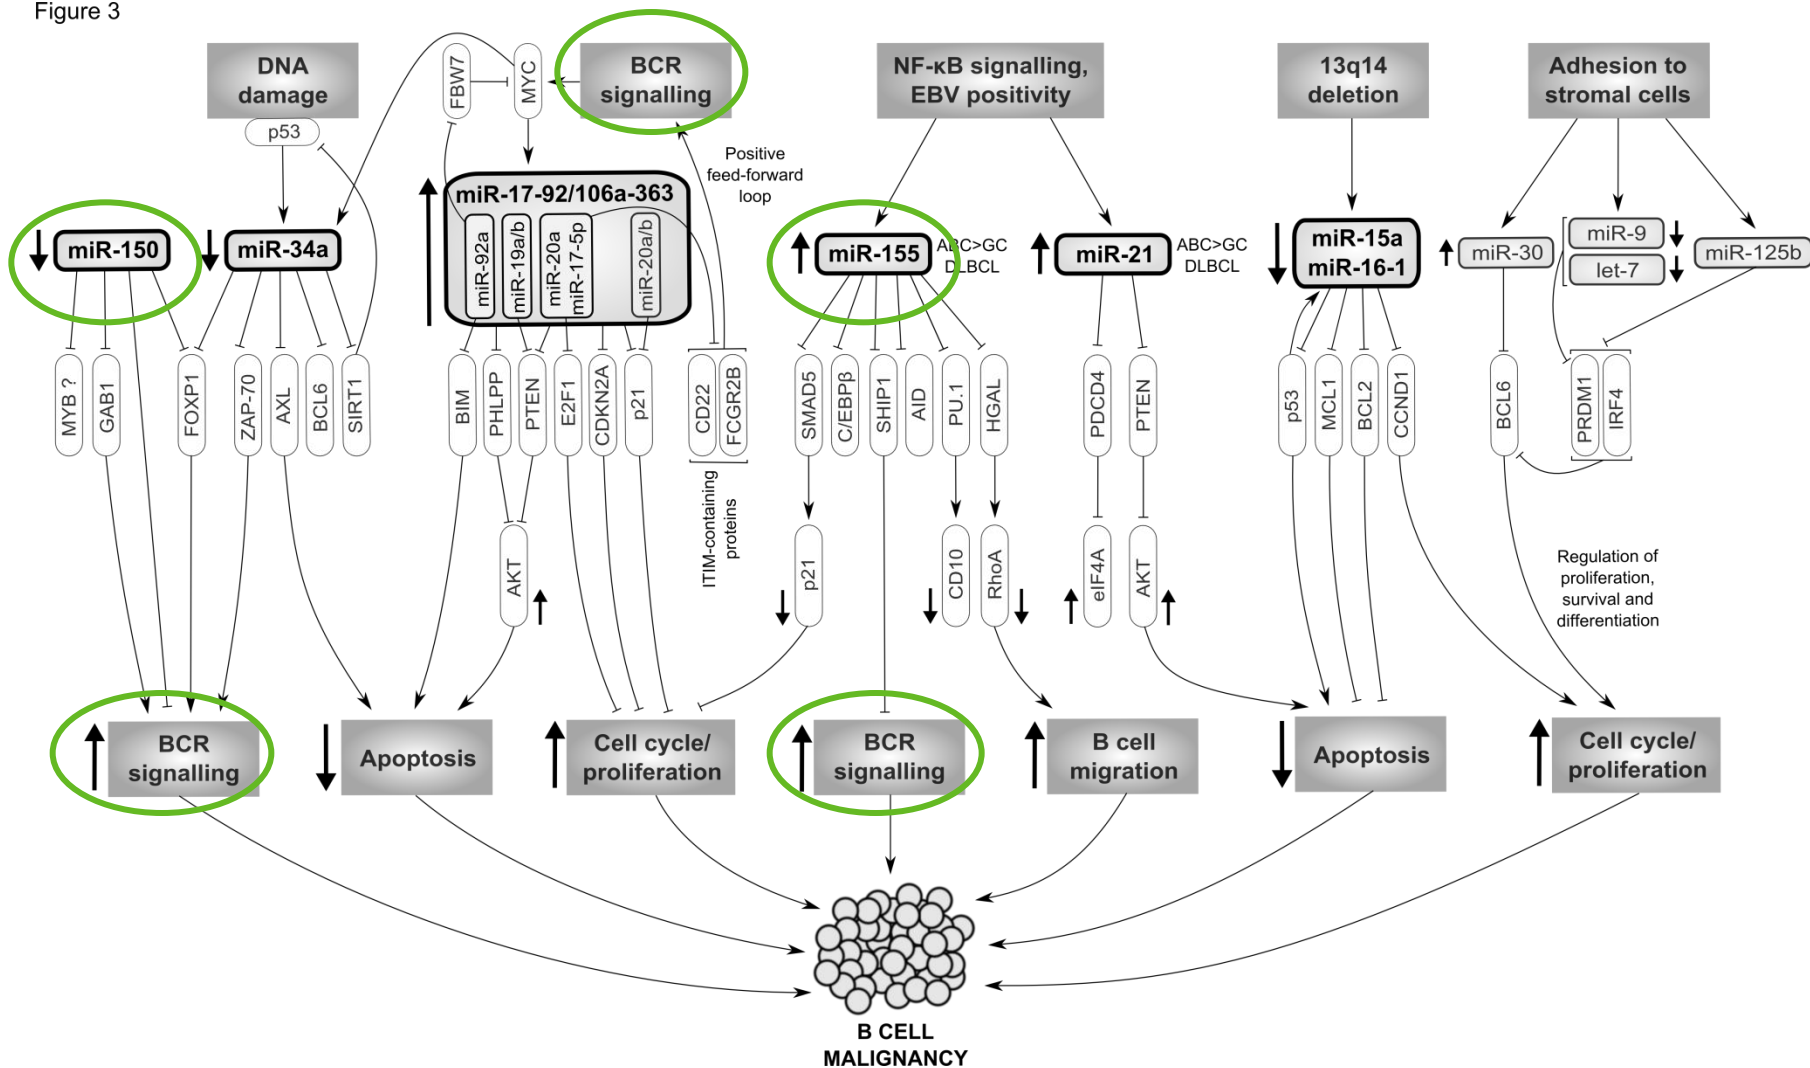 Figure 3
DNA
damage
p53
FBW7
MYC
BCR
signalling
NF-κB signalling,
EBV positivity
13q14
deletion
Adhesion to
stromal cells
Positive
feed-forward
loop
miR-150
miR-34a
miR-17-92/106a-363
miR-92a
miR-19a/b
miR-20a
miR-17-5p
miR-20a/b
miR-155
ABC>GC
DLBCL
miR-21
ABC>GC
DLBCL
miR-15a
miR-16-1
miR-30
miR-9
let-7
miR-125b
MYB ?
GAB1
FOXP1
ZAP-70
AXL
BCL6
SIRT1
BIM
PHLPP
PTEN
E2F1
CDKN2A
p21
CD22
FCGR2B
SMAD5
C/EBPβ
SHIP1
AID
PU.1
HGAL
PDCD4
PTEN
p53
MCL1
BCL2
CCND1
BCL6
PRDM1
IRF4
ITIM-containing
proteins
AKT
p21
CD10
RhoA
eIF4A
AKT
Regulation of
proliferation,
survival and
differentiation
BCR
signalling
Apoptosis
Cell cycle/
proliferation
BCR
signalling
B cell
migration
Apoptosis
Cell cycle/
proliferation
B CELL
MALIGNANCY